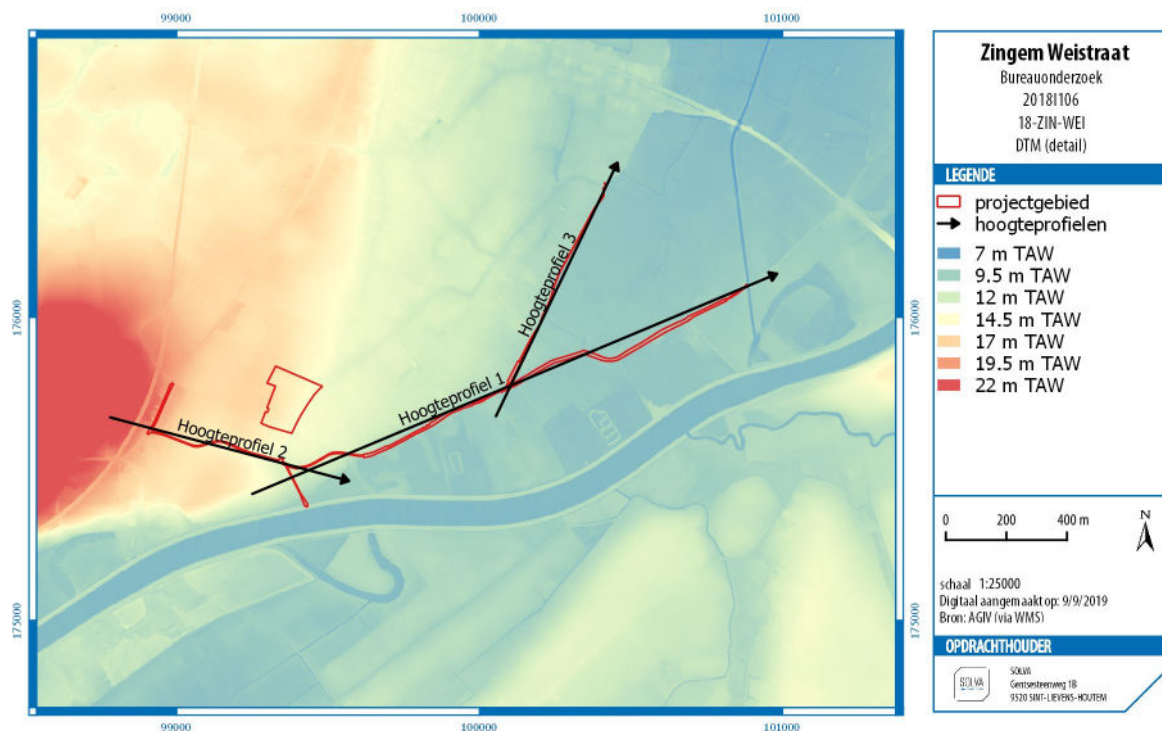 99000
100000
101000
176000
175000
Hoogteprofiel 3
Hoogteprofiel 1
Hoogteprofiel 2
176000
175000
99000
100000
101000
Zingem Weistraat
Bureauonderzoek
2018I106
18-ZIN-WEI
DTM (detail)
LEGENDE
projectgebied
hoogteprofielen
7 m TAW
9.5 m TAW
12 m TAW
14.5 m TAW
17 m TAW
19.5 m TAW
22 m TAW
0 200 400 m
N
schaal 1:25000
Digitaal aangemaakt op: 9/9/2019
Bron: AGIV (via WMS)
OPDRACHTHOUDER
SOLVA
SOLVA
Gentsesteenweg 1B
9520 SINT-LIEVENS-HOUTEM